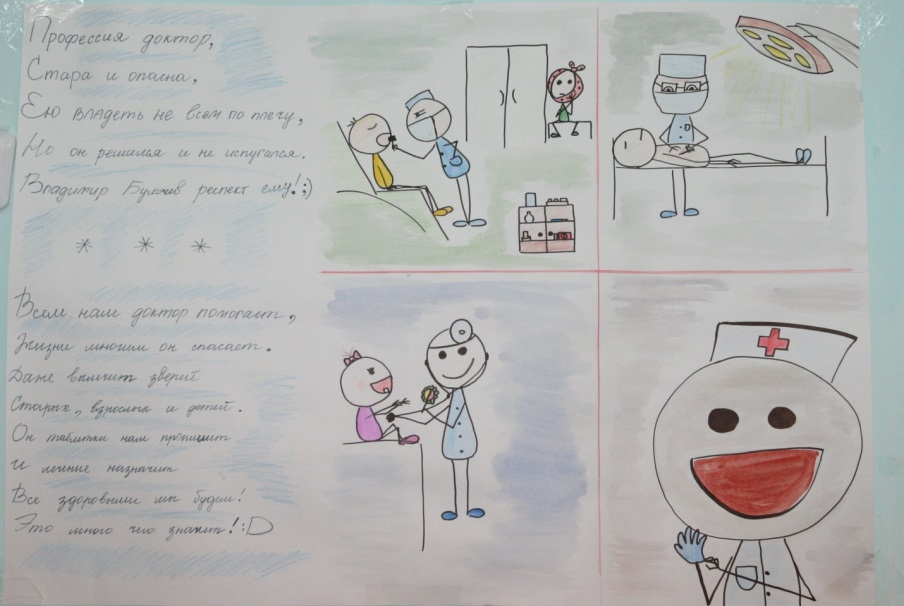 Профессия доктор,
Стара и опасна,
Ею владеть не всем по плечу,
Но он решился и не испугался.
Владимир респект ему! ;)
* * *
Всем нам доктор помогает,
Жизни многим он спасает.
Даже вылечит зверей
Старых, взрослых и детей.
Он таблетки нам пропишит
И лечние назначит
Все здоровыми мы будем!
Это много что значит! :D